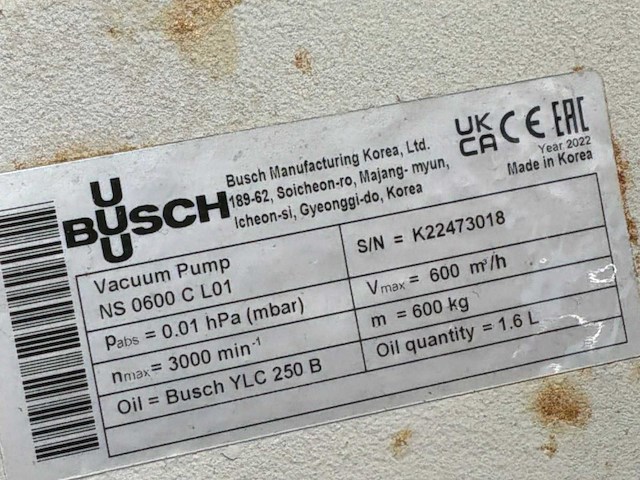 BUSCH
Busch Manufacturing Korea, Ltd.
189-62, Soicheon-ro, Majang- myun,
Icheon-si, Gyeonggi-do, Korea
UK
CA CE EAC
Year 2022
Made in Korea
Vacuum Pump
NS 0600 C L01
S/N = K22473018
pabs = 0.01 hPa (mbar)
Vmax = 600 m³/h
nmax= 3000 min-1
m = 600 kg
Oil = Busch YLC 250 B
Oil quantity = 1.6 L